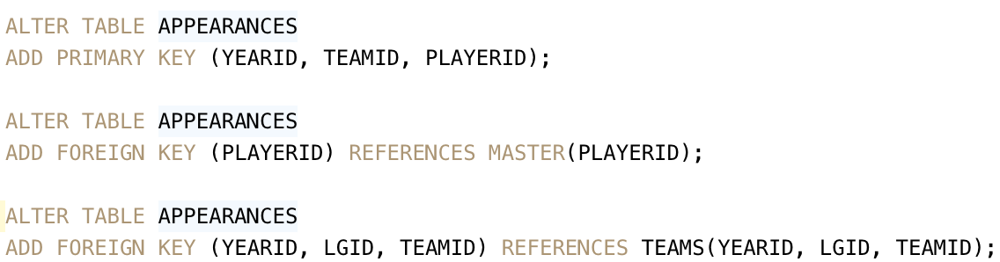 ALTER TABLE APPEARANCES
ADD PRIMARY KEY (YEARID, TEAMID, PLAYERID);
ALTER TABLE APPEARANCES
ADD FOREIGN KEY (PLAYERID) REFERENCES MASTER(PLAYERID);
ALTER TABLE APPEARANCES
ADD FOREIGN KEY (YEARID, LGID, TEAMID) REFERENCES TEAMS(YEARID, LGID, TEAMID);